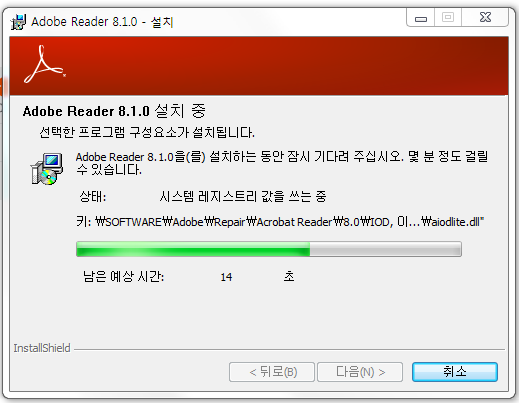 Adobe Reader 8.1.0 - 설치
Adobe Reader 8.1.0 설치 중
선택한 프로그램 구성요소가 설치됩니다.
Adobe Reader 8.1.0을(를) 설치하는 동안 잠시 기다려 주십시오. 몇 분 정도 걸릴
수 있습니다.
상태: 시스템 레지스트리 값을 쓰는 중
키: ₩SOFTWARE₩Adobe₩Repair₩Acrobat Reader₩8.0₩IOD, 이...₩aiodlite.dll"
남은 예상 시간: 14 초
InstallShield
< 뒤로(B) 다음(N) > 취소